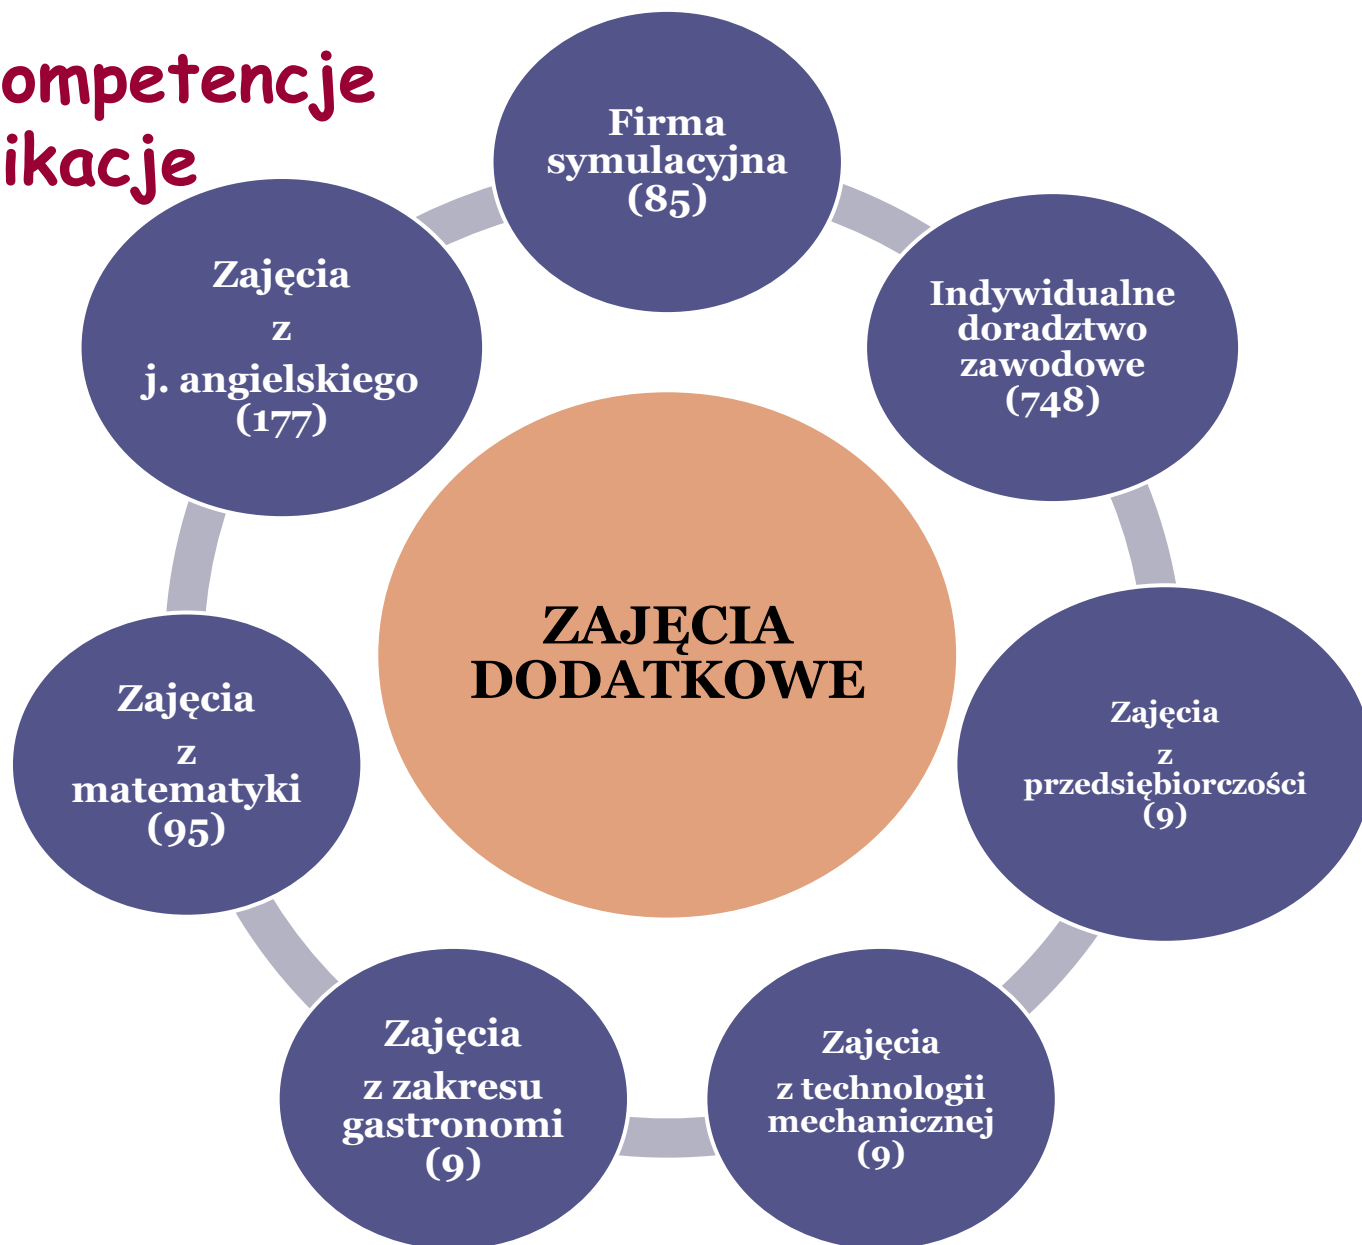 ompetencje
ikacje
Firma
symulacyjna
(85)
Indywidualne
doradztwo
zawodowe
(748)
Zajęcia
z
przedsiębiorczości
(9)
Zajęcia
z technologii
mechanicznej
(9)
Zajęcia
z zakresu
gastronomi
(9)
Zajęcia
z
matematyki
(95)
Zajęcia
z
j. angielskiego
(177)
ZAJĘCIA
DODATKOWE